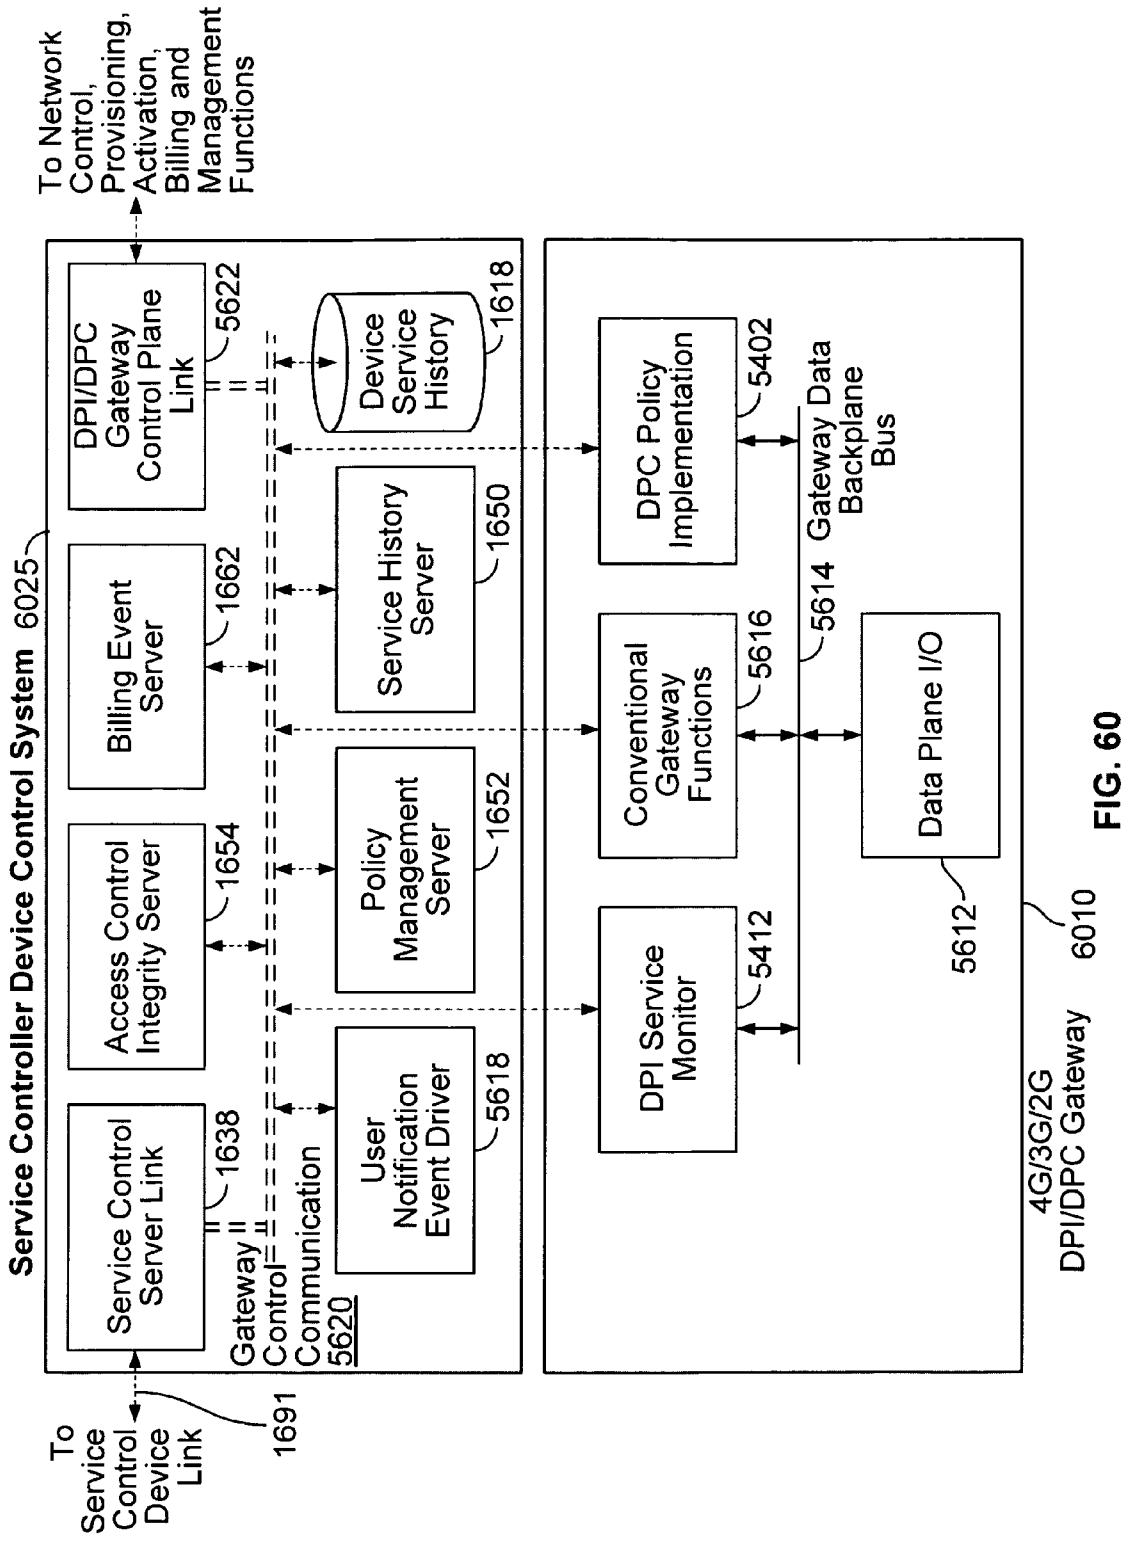 Service Controller Device Control System 6025
To
Service
Control
Device
Link
1691
Service Control
Server Link
1638
Access Control
Integrity Server
1654
Billing Event
Server
1662
DPI/DPC
Gateway
Control Plane
Link
5622
To Network
Control,
Provisioning,
Activation,
Billing and
Management
Functions
Gateway
Control
Communication
5620
User
Notification
Event Driver
5618
Policy
Management
Server
1652
Service History
Server
1650
Device
Service
History
1618
DPI Service
Monitor
5412
Conventional
Gateway
Functions
5616
DPC Policy
Implementation
5402
5614
Gateway Data
Backplane
Bus
Data Plane I/O
5612
4G/3G/2G
DPI/DPC Gateway
6010
FIG. 60